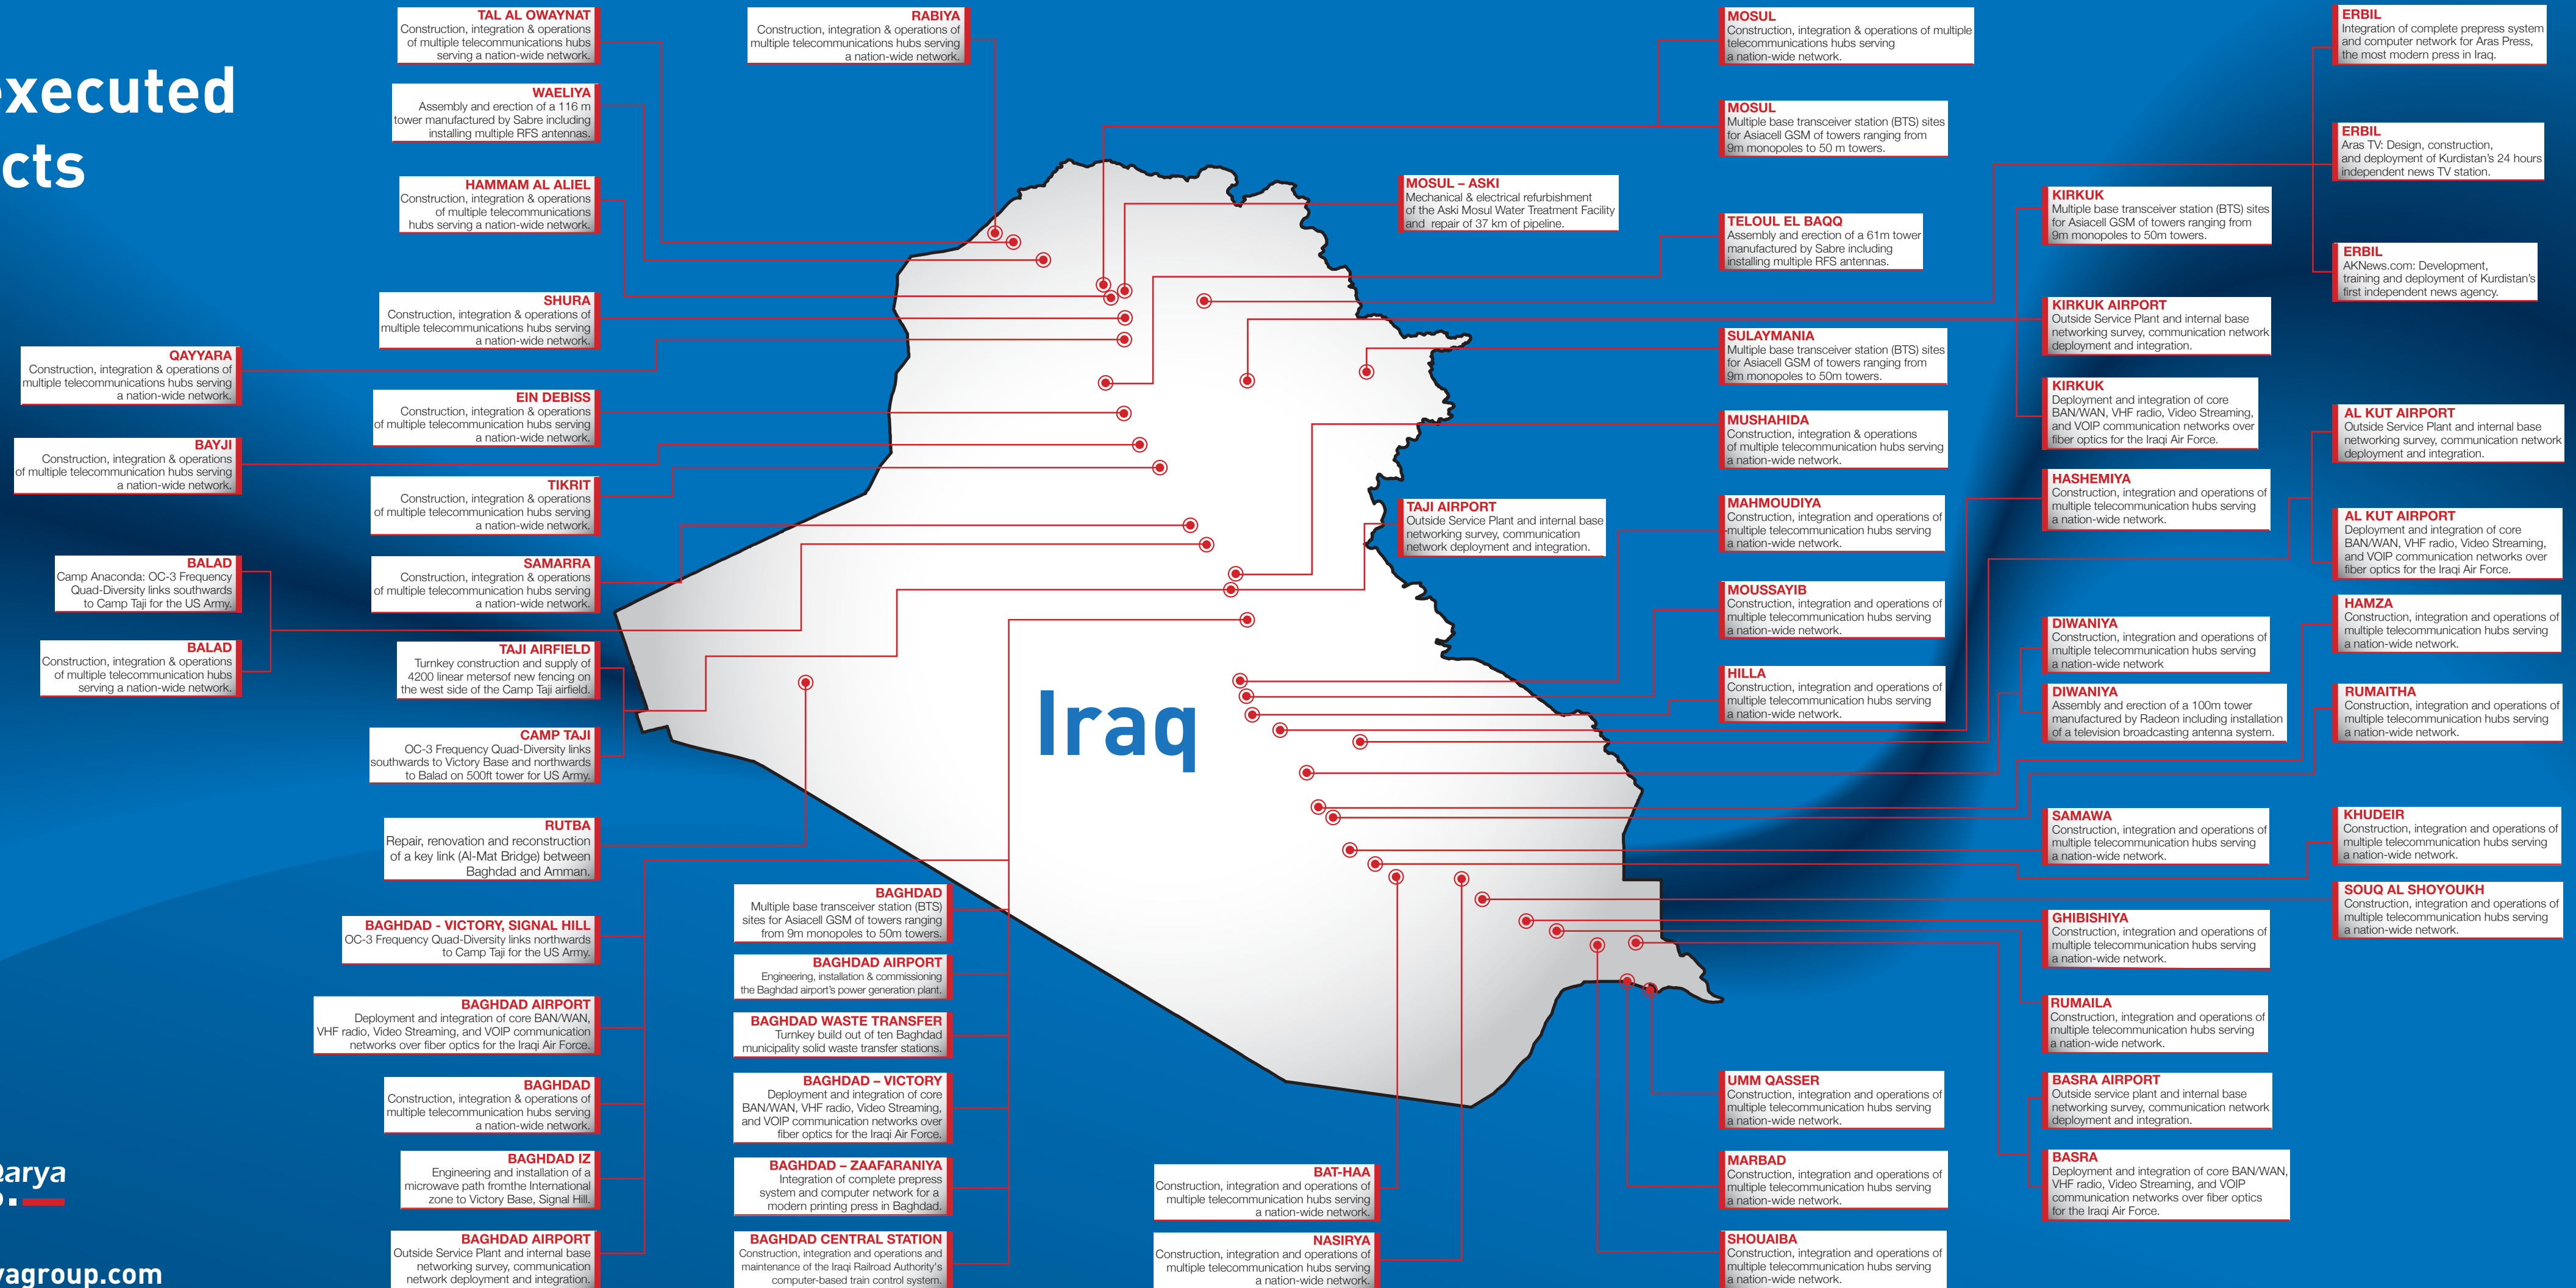 executed
cts
TAL AL OWAYNAT
Construction, integration & operations
of multiple telecommunications hubs
serving a nation-wide network.
WAELIYA
Assembly and erection of a 116 m
tower manufactured by Sabre including
installing multiple RFS antennas.
HAMMAM AL ALIEL
Construction, integration & operations
of multiple telecommunications
hubs serving a nation-wide network.
SHURA
Construction, integration & operations of
multiple telecommunications hubs serving
a nation-wide network.
QAYYARA
Construction, integration & operations of
multiple telecommunications hubs serving
a nation-wide network.
EIN DEBISS
Construction, integration & operations
of multiple telecommunication hubs serving
a nation-wide network.
BAYJI
Construction, integration & operations
of multiple telecommunication hubs serving
a nation-wide network.
TIKRIT
Construction, integration & operations
of multiple telecommunication hubs serving
a nation-wide network.
BALAD
Camp Anaconda: OC-3 Frequency
Quad-Diversity links southwards
to Camp Taji for the US Army.
SAMARRA
Construction, integration & operations
of multiple telecommunication hubs serving
a nation-wide network.
BALAD
Construction, integration & operations
of multiple telecommunication hubs
serving a nation-wide network.
TAJI AIRFIELD
Turnkey construction and supply of
4200 linear metersof new fencing on
the west side of the Camp Taji airfield.
CAMP TAJI
OC-3 Frequency Quad-Diversity links
southwards to Victory Base and northwards
to Balad on 500ft tower for US Army.
RUTBA
Repair, renovation and reconstruction
of a key link (Al-Mat Bridge) between
Baghdad and Amman.
BAGHDAD - VICTORY, SIGNAL HILL
OC-3 Frequency Quad-Diversity links northwards
to Camp Taji for the US Army.
BAGHDAD AIRPORT
Deployment and integration of core BAN/WAN,
VHF radio, Video Streaming, and VOIP communication
networks over fiber optics for the Iraqi Air Force.
BAGHDAD
Construction, integration & operations of
multiple telecommunication hubs serving
a nation-wide network.
BAGHDAD IZ
Engineering and installation of a
microwave path fromthe International
zone to Victory Base, Signal Hill.
BAGHDAD AIRPORT
Outside Service Plant and internal base
networking survey, communication
network deployment and integration.
Qarya
yagroup.com
RABIYA
Construction, integration & operations of
multiple telecommunications hubs serving
a nation-wide network.
Iraq
BAGHDAD
Multiple base transceiver station (BTS)
sites for Asiacell GSM of towers ranging
from 9m monopoles to 50m towers.
BAGHDAD AIRPORT
Engineering, installation & commissioning
the Baghdad airport's power generation plant.
BAGHDAD WASTE TRANSFER
Turnkey build out of ten Baghdad
municipality solid waste transfer stations.
BAGHDAD – VICTORY
Deployment and integration of core
BAN/WAN, VHF radio, Video Streaming,
and VOIP communication networks over
fiber optics for the Iraqi Air Force.
BAGHDAD – ZAAFARANIYA
Integration of complete prepress
system and computer network for a
modern printing press in Baghdad.
BAGHDAD CENTRAL STATION
Construction, integration and operations and
maintenance of the Iraqi Railroad Authority's
computer-based train control system.
MOSUL – ASKI
Mechanical & electrical refurbishment
of the Aski Mosul Water Treatment Facility
and repair of 37 km of pipeline.
TAJI AIRPORT
Outside Service Plant and internal base
networking survey, communication
network deployment and integration.
BAT-HAA
Construction, integration and operations of
multiple telecommunication hubs serving
a nation-wide network.
NASIRYA
Construction, integration and operations of
multiple telecommunication hubs serving
a nation-wide network.
MOSUL
Construction, integration & operations of multiple
telecommunications hubs serving
a nation-wide network.
MOSUL
Multiple base transceiver station (BTS) sites
for Asiacell GSM of towers ranging from
9m monopoles to 50 m towers.
TELOUL EL BAQQ
Assembly and erection of a 61m tower
manufactured by Sabre including
installing multiple RFS antennas.
SULAYMANIA
Multiple base transceiver station (BTS) sites
for Asiacell GSM of towers ranging from
9m monopoles to 50m towers.
MUSHAHIDA
Construction, integration & operations
of multiple telecommunication hubs serving
a nation-wide network.
MAHMOUDIYA
Construction, integration and operations of
multiple telecommunication hubs serving
a nation-wide network.
MOUSSAYIB
Construction, integration and operations of
multiple telecommunication hubs serving
a nation-wide network.
HILLA
Construction, integration and operations of
multiple telecommunication hubs serving
a nation-wide network.
UMM QASSER
Construction, integration and operations of
multiple telecommunication hubs serving
a nation-wide network.
MARBAD
Construction, integration and operations of
multiple telecommunication hubs serving
a nation-wide network.
SHOUAIBA
Construction, integration and operations of
multiple telecommunication hubs serving
a nation-wide network.
KIRKUK
Multiple base transceiver station (BTS) sites
for Asiacell GSM of towers ranging from
9m monopoles to 50m towers.
KIRKUK AIRPORT
Outside Service Plant and internal base
networking survey, communication network
deployment and integration.
KIRKUK
Deployment and integration of core
BAN/WAN, VHF radio, Video Streaming,
and VOIP communication networks over
fiber optics for the Iraqi Air Force.
HASHEMIYA
Construction, integration and operations of
multiple telecommunication hubs serving
a nation-wide network.
DIWANIYA
Construction, integration and operations of
multiple telecommunication hubs serving
a nation-wide network
DIWANIYA
Assembly and erection of a 100m tower
manufactured by Radeon including installation
of a television broadcasting antenna system.
SAMAWA
Construction, integration and operations of
multiple telecommunication hubs serving
a nation-wide network.
GHIBISHIYA
Construction, integration and operations of
multiple telecommunication hubs serving
a nation-wide network.
RUMAILA
Construction, integration and operations of
multiple telecommunication hubs serving
a nation-wide network.
BASRA AIRPORT
Outside service plant and internal base
networking survey, communication network
deployment and integration.
BASRA
Deployment and integration of core BAN/WAN,
VHF radio, Video Streaming, and VOIP
communication networks over fiber optics
for the Iraqi Air Force.
ERBIL
Integration of complete prepress system
and computer network for Aras Press,
the most modern press in Iraq.
ERBIL
Aras TV: Design, construction,
and deployment of Kurdistan's 24 hours
independent news TV station.
ERBIL
AKNews.com: Development,
training and deployment of Kurdistan's
first independent news agency.
AL KUT AIRPORT
Outside Service Plant and internal base
networking survey, communication network
deployment and integration.
AL KUT AIRPORT
Deployment and integration of core
BAN/WAN, VHF radio, Video Streaming,
and VOIP communication networks over
fiber optics for the Iraqi Air Force.
HAMZA
Construction, integration and operations of
multiple telecommunication hubs serving
a nation-wide network.
RUMAITHA
Construction, integration and operations of
multiple telecommunication hubs serving
a nation-wide network.
KHUDEIR
Construction, integration and operations of
multiple telecommunication hubs serving
a nation-wide network.
SOUQ AL SHOYOUKH
Construction, integration and operations of
multiple telecommunication hubs serving
a nation-wide network.